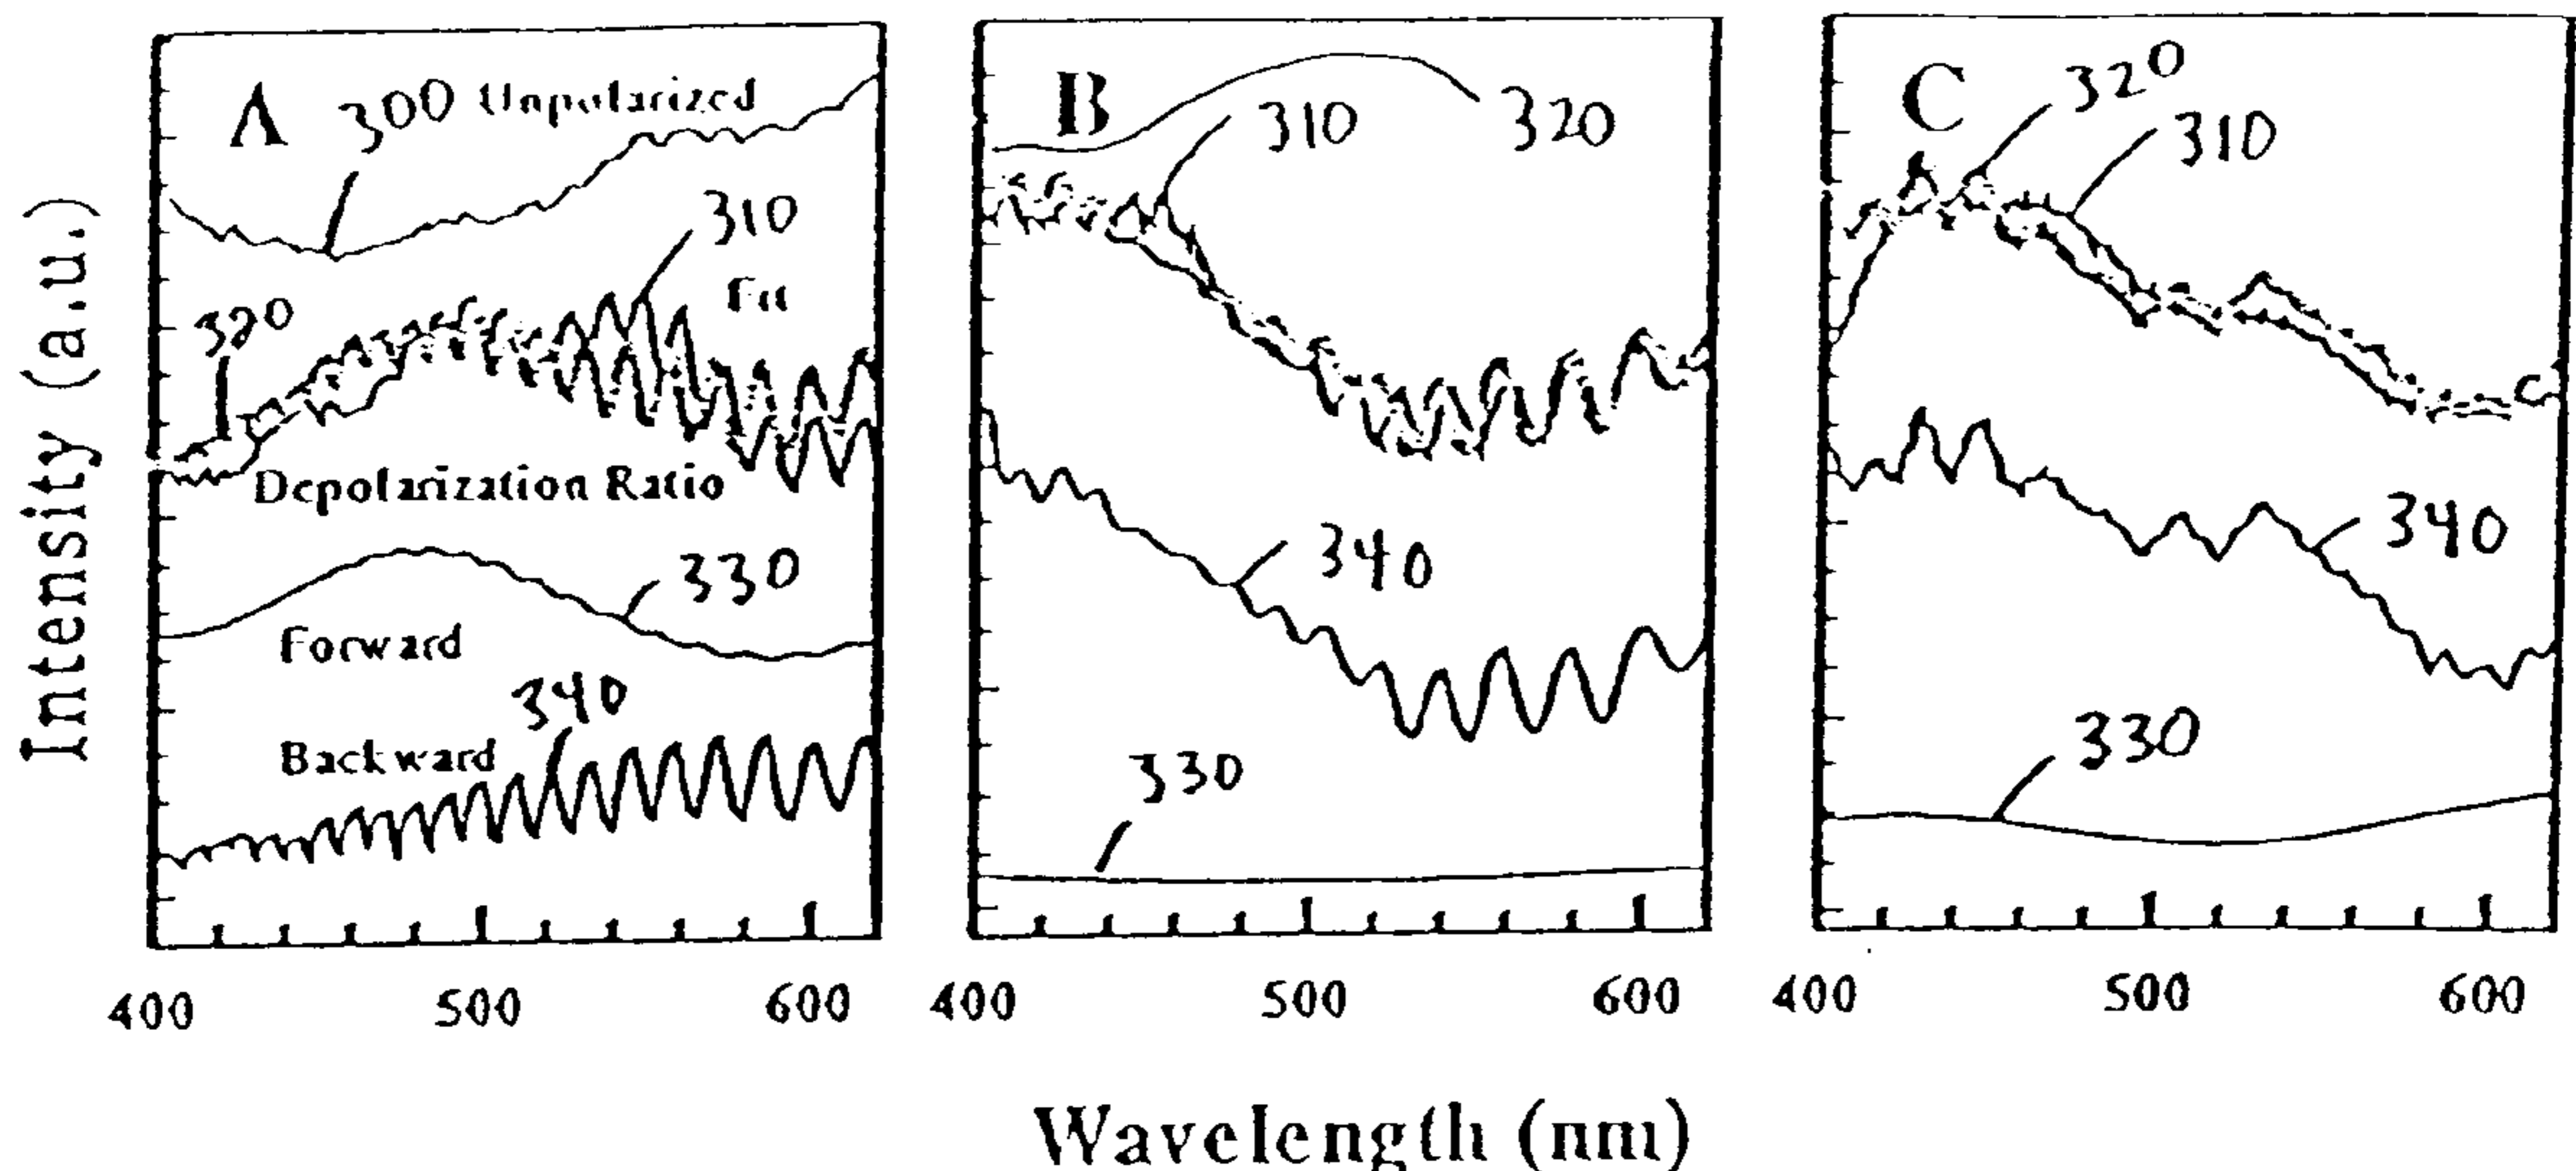 Intensity (a.u.)
A
300 Unpolarized
310
Fit
320
Depolarization Ratio
330
Forward
340
Backward
400 500 600
B
310
320
340
330
400 500 600
C
320
310
340
330
400 500 600
Wavelength (nm)